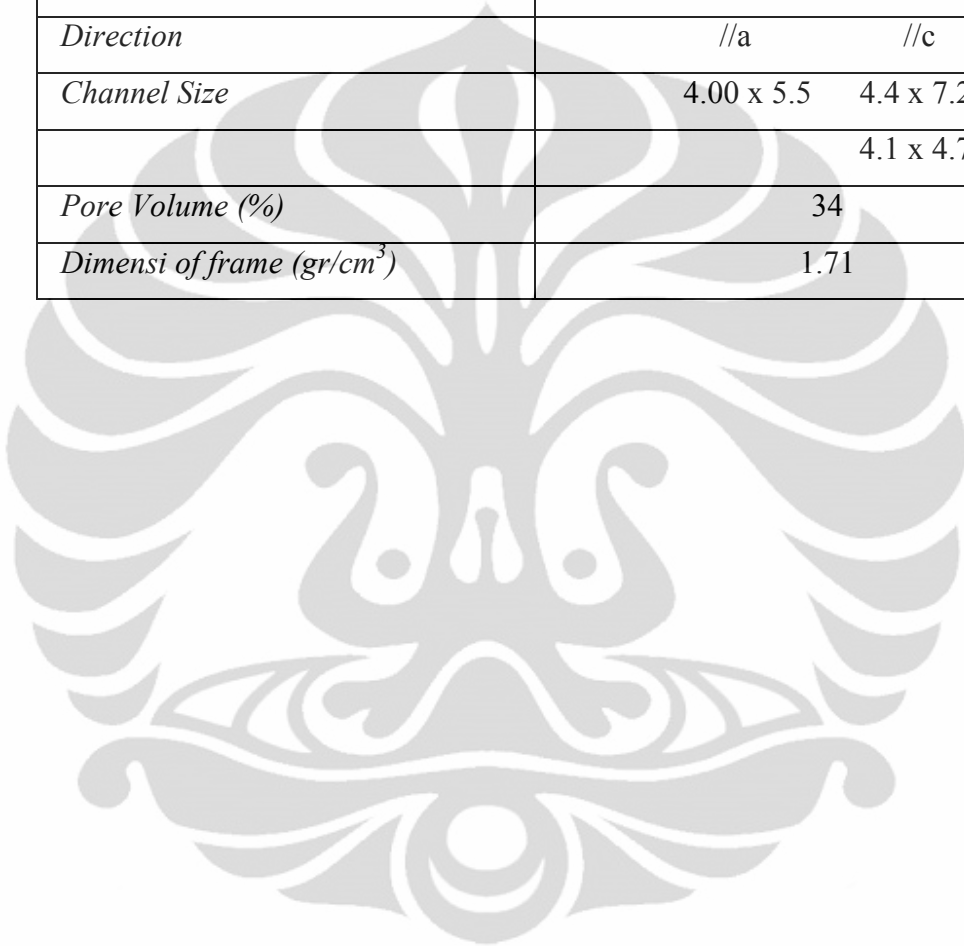 Direction //a //c
Channel Size 4.00 x 5.5 4.4 x 7.2
4.1 x 4.7
Pore Volume (%) 34
Dimensi of frame (gr/cm³) 1.71